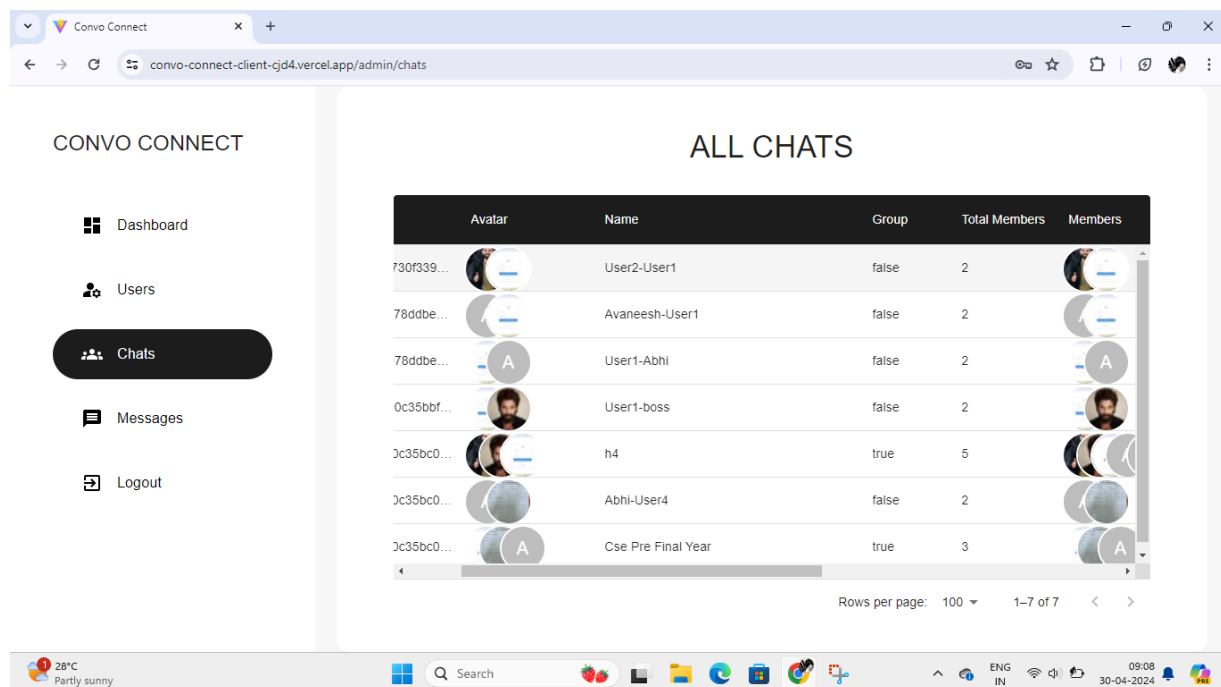 Convo Connect
convo-connect-client-cjd4.vercel.app/admin/chats
CONVO CONNECT
Dashboard
Users
Chats
Messages
Logout
ALL CHATS
Avatar Name Group Total Members Members
730f339... User2-User1 false 2
78ddbe... Avaneesh-User1 false 2
78ddbe... A User1-Abhi false 2 A
0c35bbf... User1-boss false 2
0c35bc0... h4 true 5
0c35bc0... Abhi-User4 false 2
0c35bc0... A Cse Pre Final Year true 3 A
Rows per page: 100 1–7 of 7
1
28°C
Partly sunny
Search
ENG
IN
09:08
30-04-2024
PRE